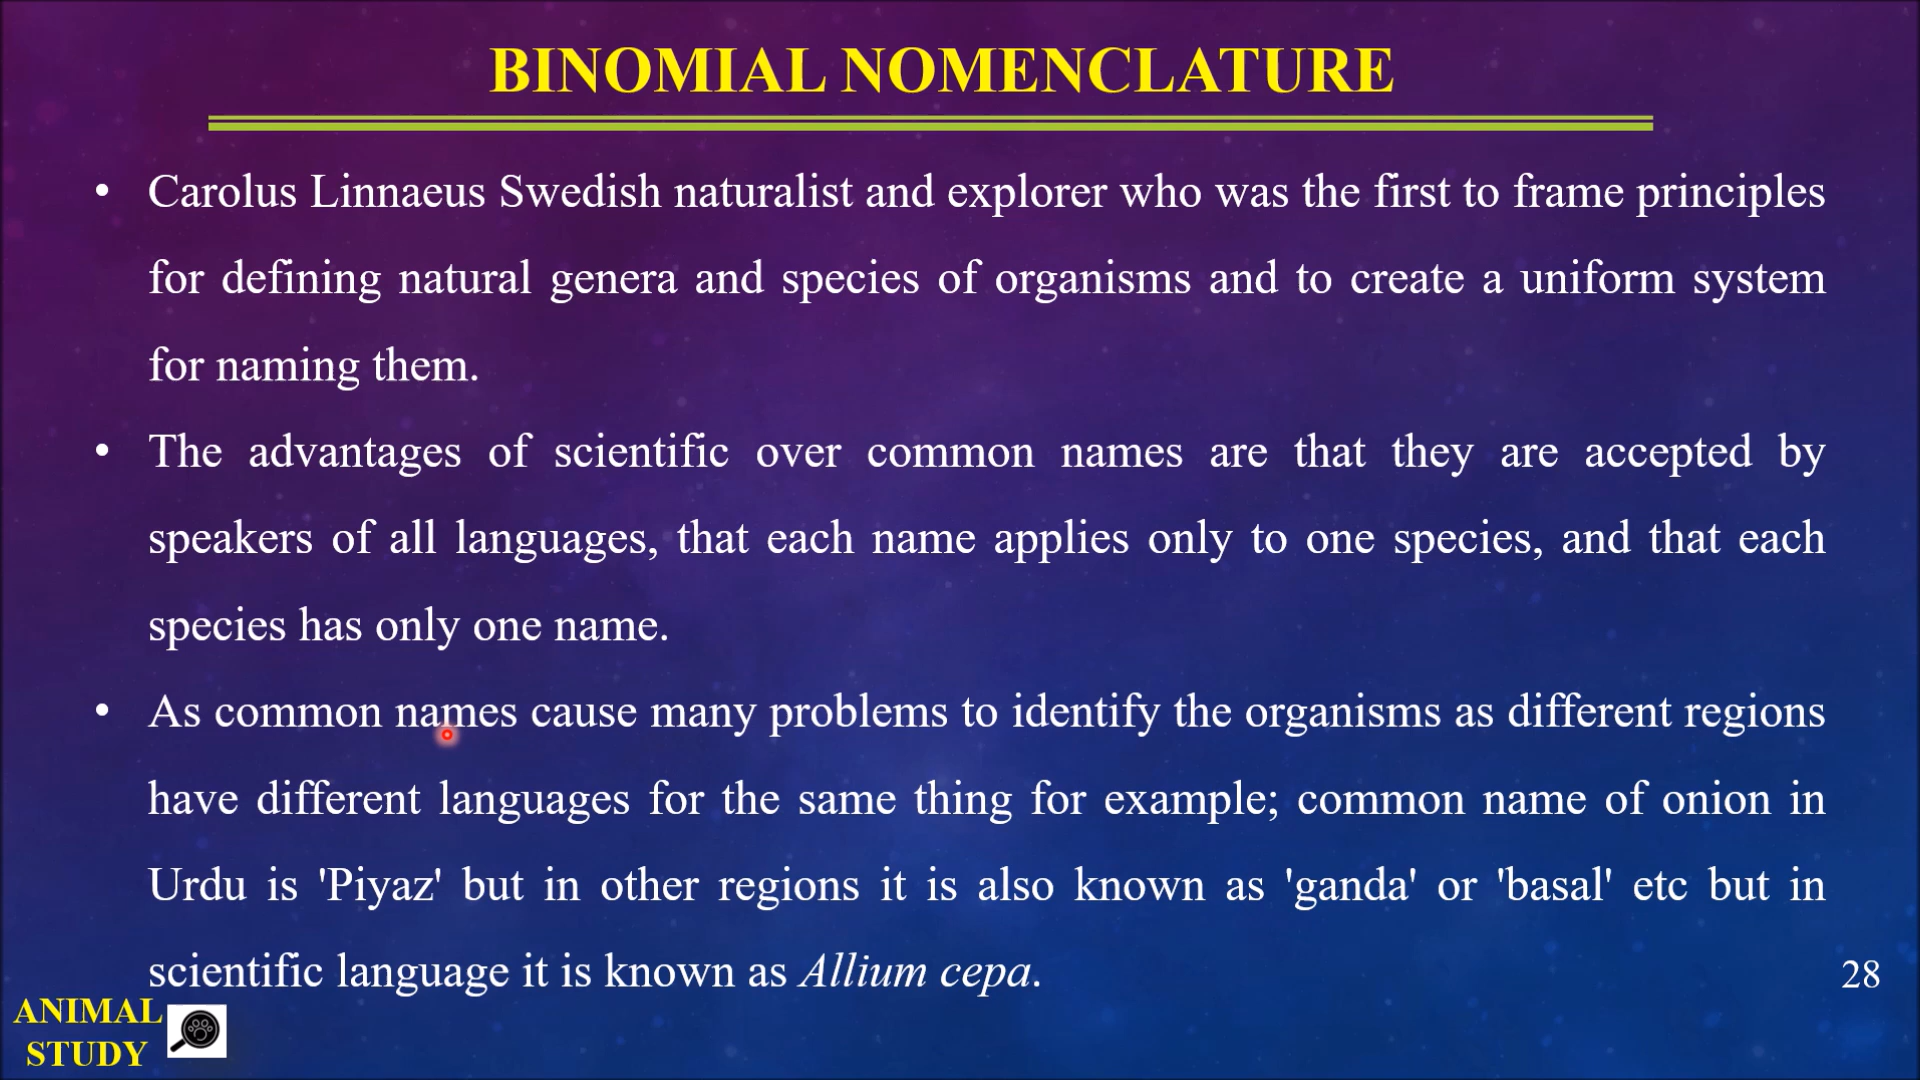 BINOMIAL NOMENCLATURE
• Carolus Linnaeus Swedish naturalist and explorer who was the first to frame principles
for defining natural genera and species of organisms and to create a uniform system
for naming them.
• The advantages of scientific over common names are that they are accepted by
speakers of all languages, that each name applies only to one species, and that each
species has only one name.
• As common names cause many problems to identify the organisms as different regions
have different languages for the same thing for example; common name of onion in
Urdu is 'Piyaz' but in other regions it is also known as 'ganda' or 'basal' etc but in
scientific language it is known as Allium cepa.
28
ANIMAL
STUDY